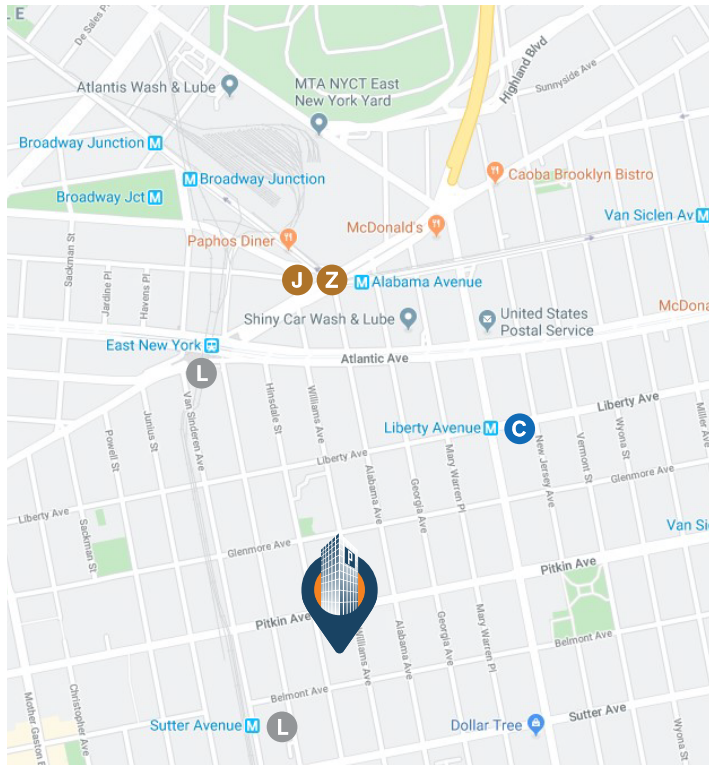 LE
De Sales Pl
Highland Blvd
Sunnyside Ave
Atlantis Wash & Lube
MTA NYCT East
New York Yard
Broadway Junction M
M Broadway Junction
Caoba Brooklyn Bistro
Broadway Jct M
Van Siclen Av M
McDonald's
Paphos Diner
Sackman St
Jardine Pl
Havens Pl
J Z M Alabama Avenue
McDona
Shiny Car Wash & Lube
United States
Postal Service
East New York
Atlantic Ave
L
Van Sinderen Ave
Hinsdale St
Williams Ave
Liberty Ave
Miller Ave
Liberty Avenue M C
Powell St
Junius St
Liberty Ave
Alabama Ave
Georgia Ave
Mary Warren Pl
New Jersey Ave
Vermont St
Wyona St
Glenmore Ave
Liberty Ave
Sackman St
Glenmore Ave
Van Si
P
Pitkin Ave
Pitkin Ave
Williams Ave
Alabama Ave
Georgia Ave
Mary Warren Pl
Belmont Ave
Belmont Ave
Mother Gaston B
Christopher Ave
Sutter Avenue M L
Dollar Tree
Sutter Ave
Wyona St